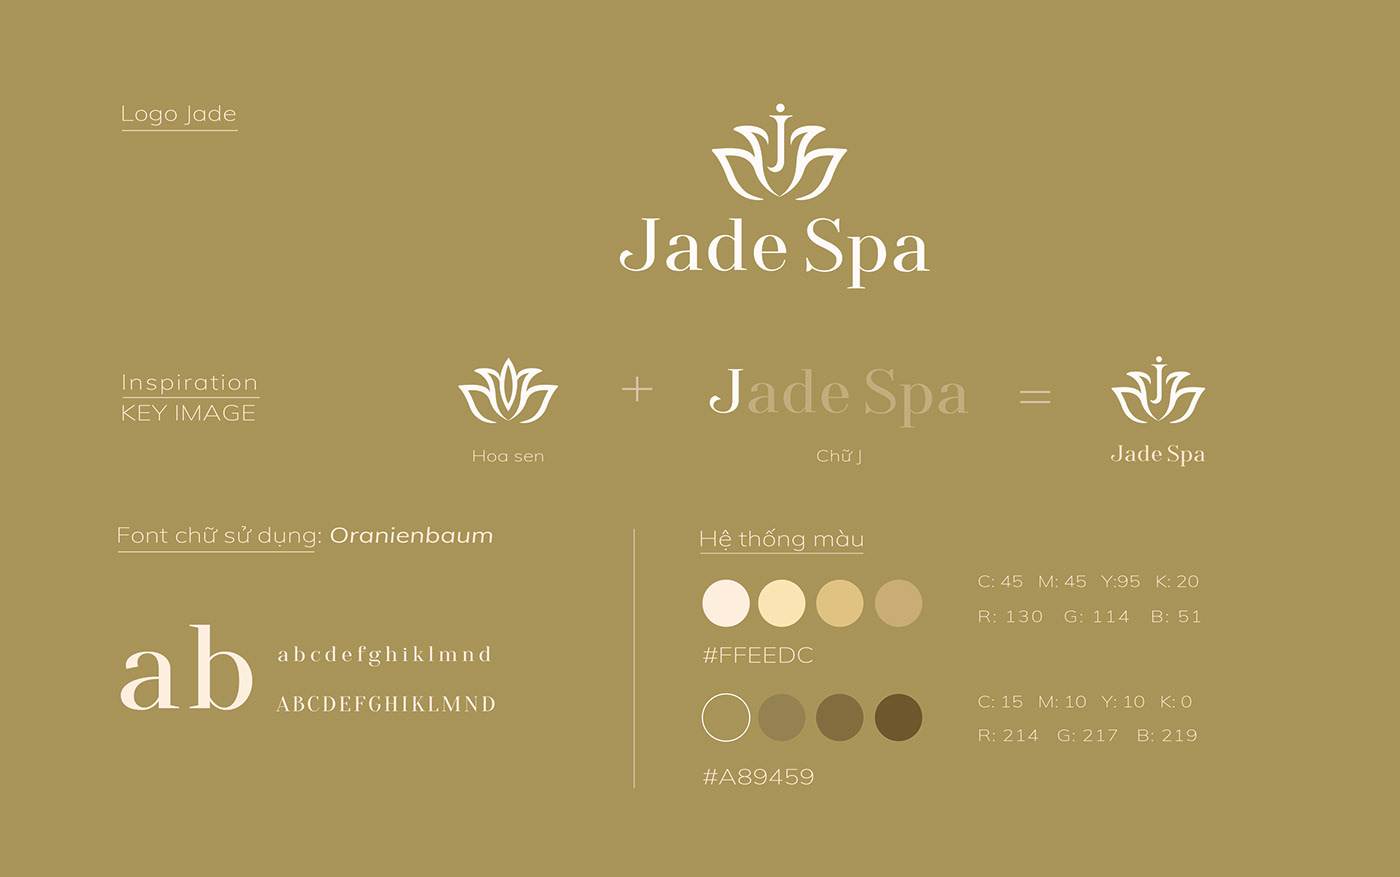 Logo Jade
j
Jade Spa
Inspiration
KEY IMAGE
+
Jade Spa
=
j
Hoa sen
Chữ J
Jade Spa
Font chữ sử dụng: Oranienbaum
ab
abcdefghiklmnd
ABCDEFGHIKLMND
Hệ thống màu
C: 45 M: 45 Y:95 K: 20
R: 130 G: 114 B: 51
#FFEEDC
C: 15 M: 10 Y: 10 K: 0
R: 214 G: 217 B: 219
#A89459